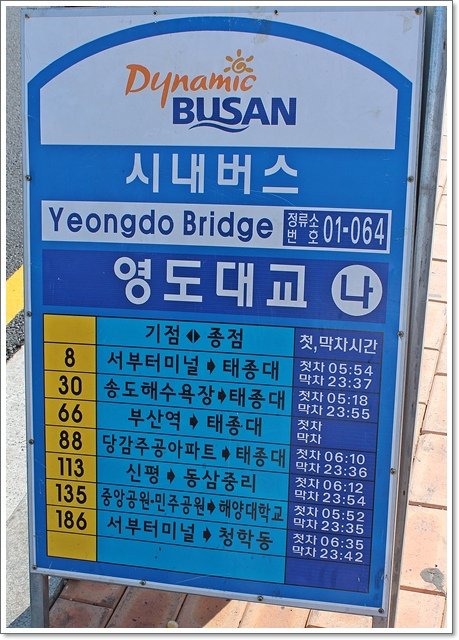 Dynamic
BUSAN
시내버스
Yeongdo Bridge 정류소 번호 01-064
영도대교 나
기점 ◂▸ 종점 첫,막차시간
8 서부터미널 ➧ 태종대 첫차 05:54 막차 23:37
30 송도해수욕장 ➧ 태종대 첫차 05:18 막차 23:55
66 부산역 ➧ 태종대 첫차 막차
88 당감주공아파트 ➧ 태종대 첫차 06:10 막차 23:36
113 신평 ➧ 동삼중리 첫차 06:12 막차 23:54
135 중앙공원·민주공원 ➧ 해양대학교 첫차 05:52 막차 23:35
186 서부터미널 ➧ 청학동 첫차 06:35 막차 23:42